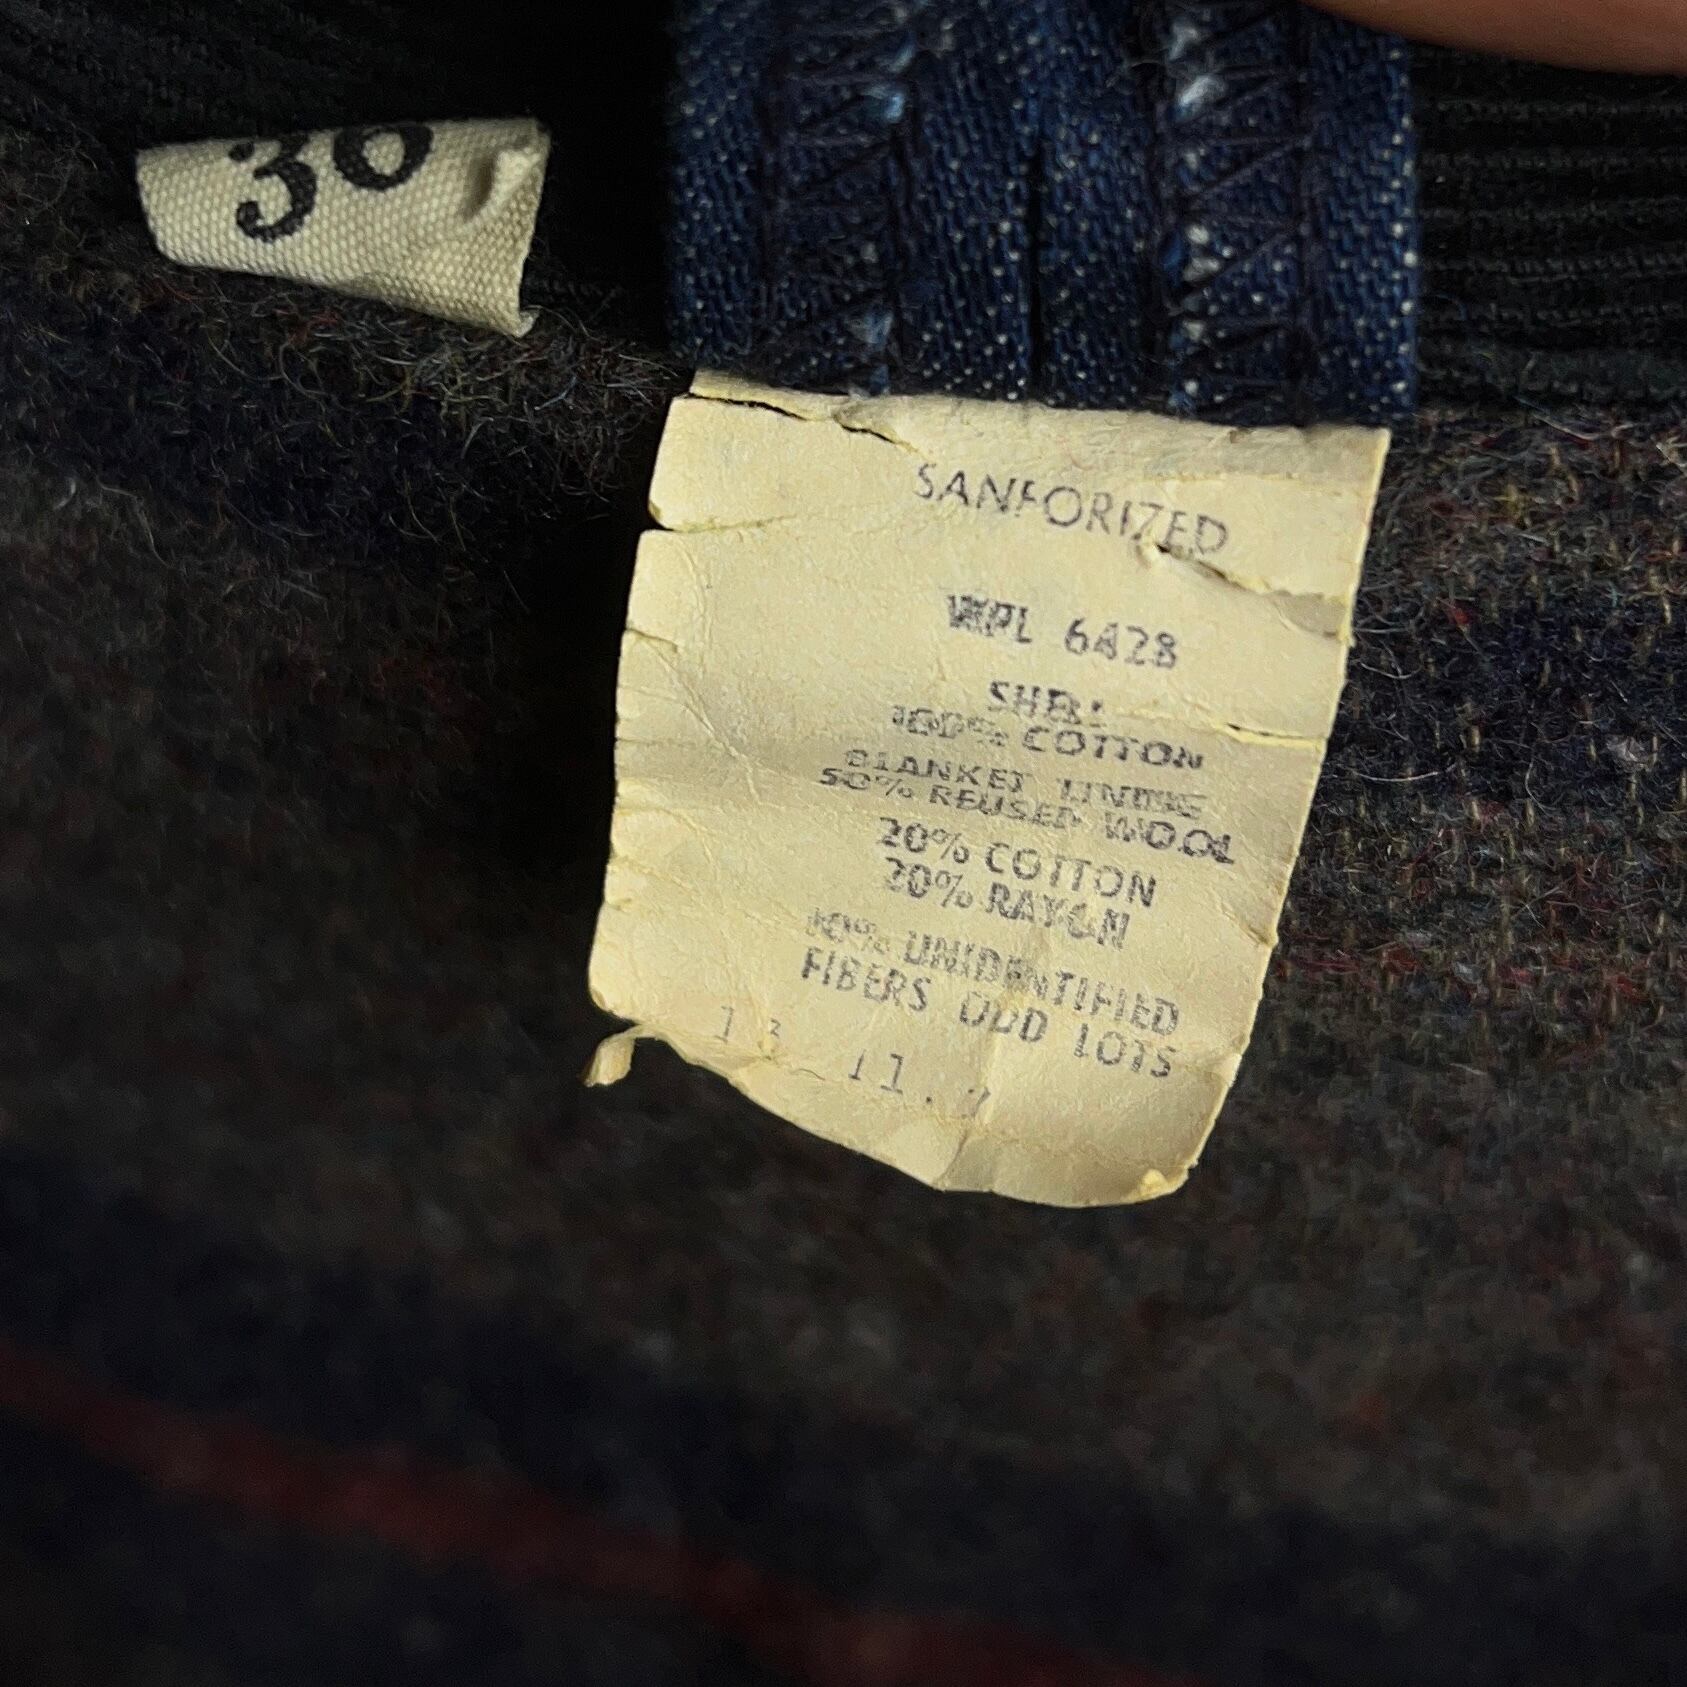 36
SANFORIZED
WPL 6428
SHELL
100% COTTON
BLANKET LINING
50% REUSED WOOL
20% COTTON
20% RAYON
10% UNIDENTIFIED
FIBERS ODD LOTS